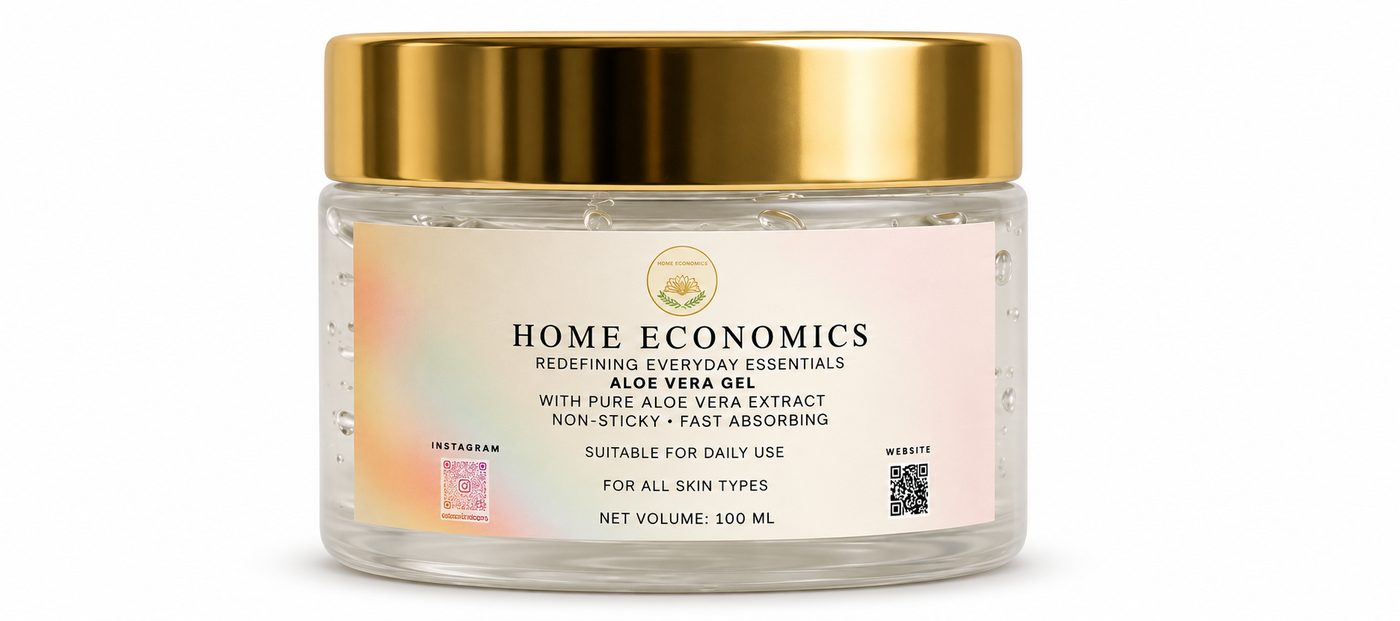 HOME ECONOMICS
HOME ECONOMICS
REDEFINING EVERYDAY ESSENTIALS
ALOE VERA GEL
WITH PURE ALOE VERA EXTRACT
NON-STICKY • FAST ABSORBING
SUITABLE FOR DAILY USE
FOR ALL SKIN TYPES
NET VOLUME: 100 ML
INSTAGRAM
WEBSITE